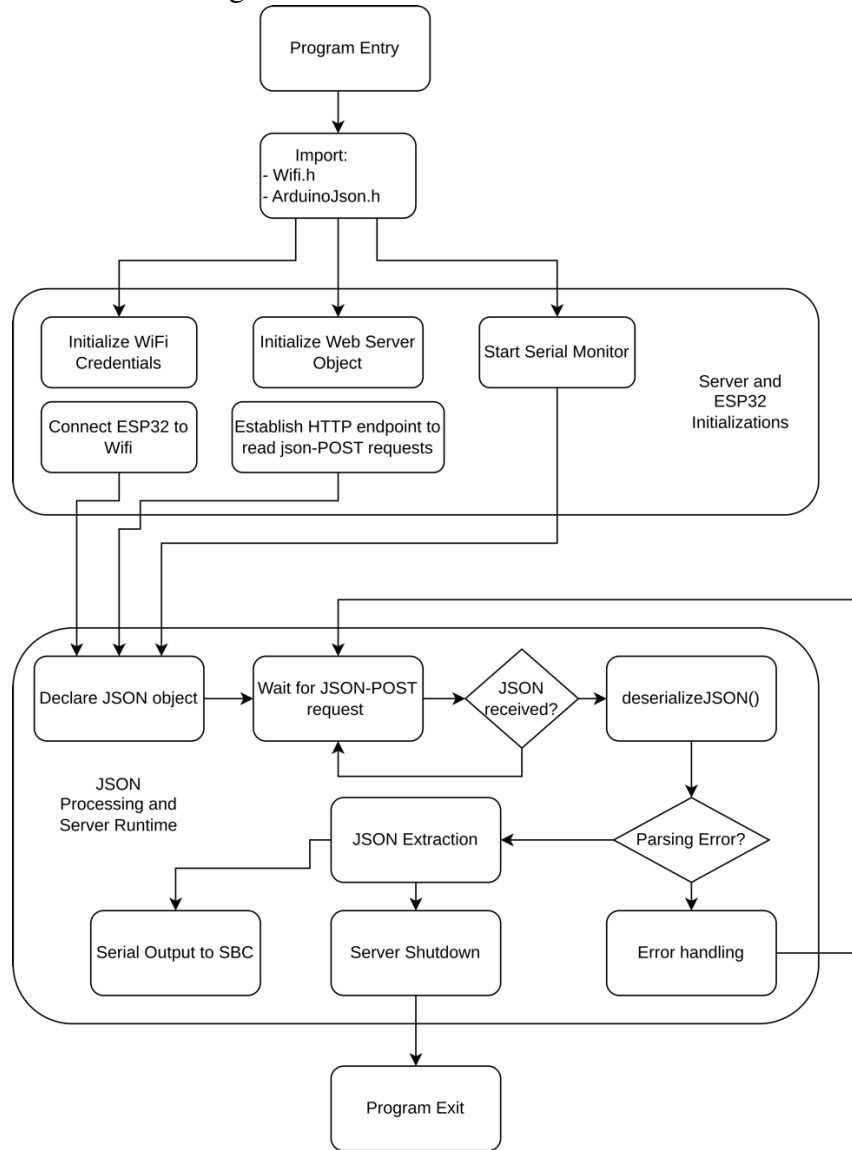 Program Entry
Import:
- Wifi.h
- ArduinoJson.h
Initialize WiFi
Credentials
Initialize Web Server
Object
Start Serial Monitor
Connect ESP32 to
Wifi
Establish HTTP endpoint to
read json-POST requests
Server and
ESP32
Initializations
Declare JSON object
Wait for JSON-POST
request
JSON
received?
deserializeJSON()
JSON
Processing and
Server Runtime
JSON Extraction
Parsing Error?
Serial Output to SBC
Server Shutdown
Error handling
Program Exit